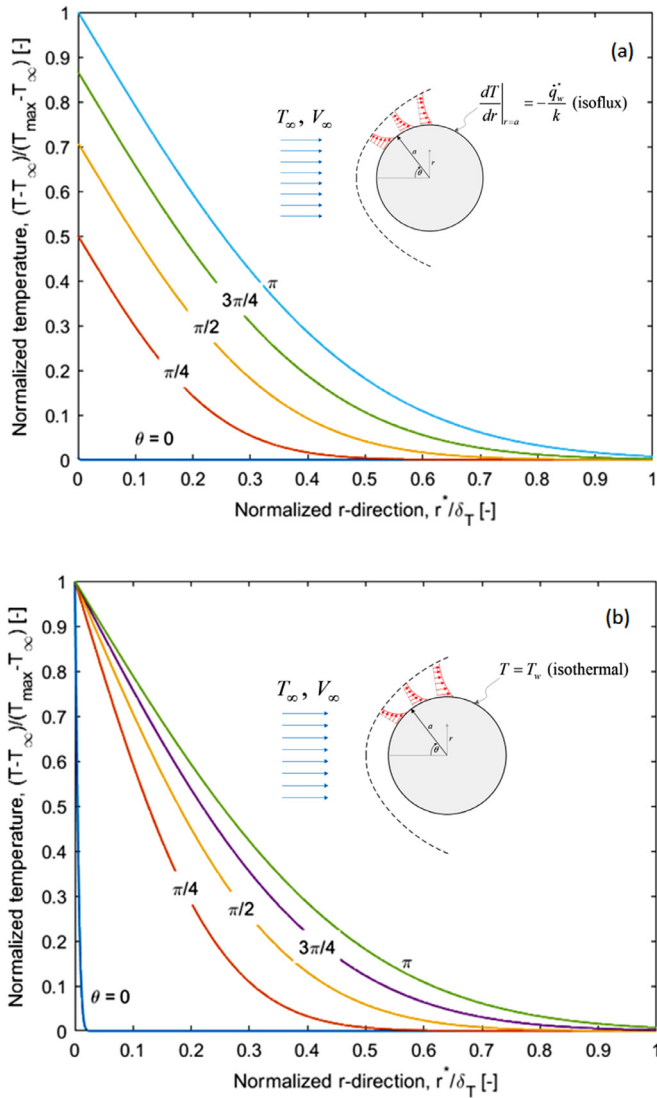 (a)
Normalized temperature, (T-T∞)/(Tmax-T∞) [-]
1
0.9
0.8
0.7
0.6
0.5
0.4
0.3
0.2
0.1
0
T∞ , V∞
a
r
θ
dT/dr|r=a = -q̇″w/k (isoflux)
π
3π/4
π/2
π/4
θ = 0
0 0.1 0.2 0.3 0.4 0.5 0.6 0.7 0.8 0.9 1
Normalized r-direction, r*/δT [-]
(b)
Normalized temperature, (T-T∞)/(Tmax-T∞) [-]
1
0.9
0.8
0.7
0.6
0.5
0.4
0.3
0.2
0.1
0
T∞ , V∞
a
r
θ
T = Tw (isothermal)
π/4
π/2
3π/4
π
θ = 0
0 0.1 0.2 0.3 0.4 0.5 0.6 0.7 0.8 0.9 1
Normalized r-direction, r*/δT [-]